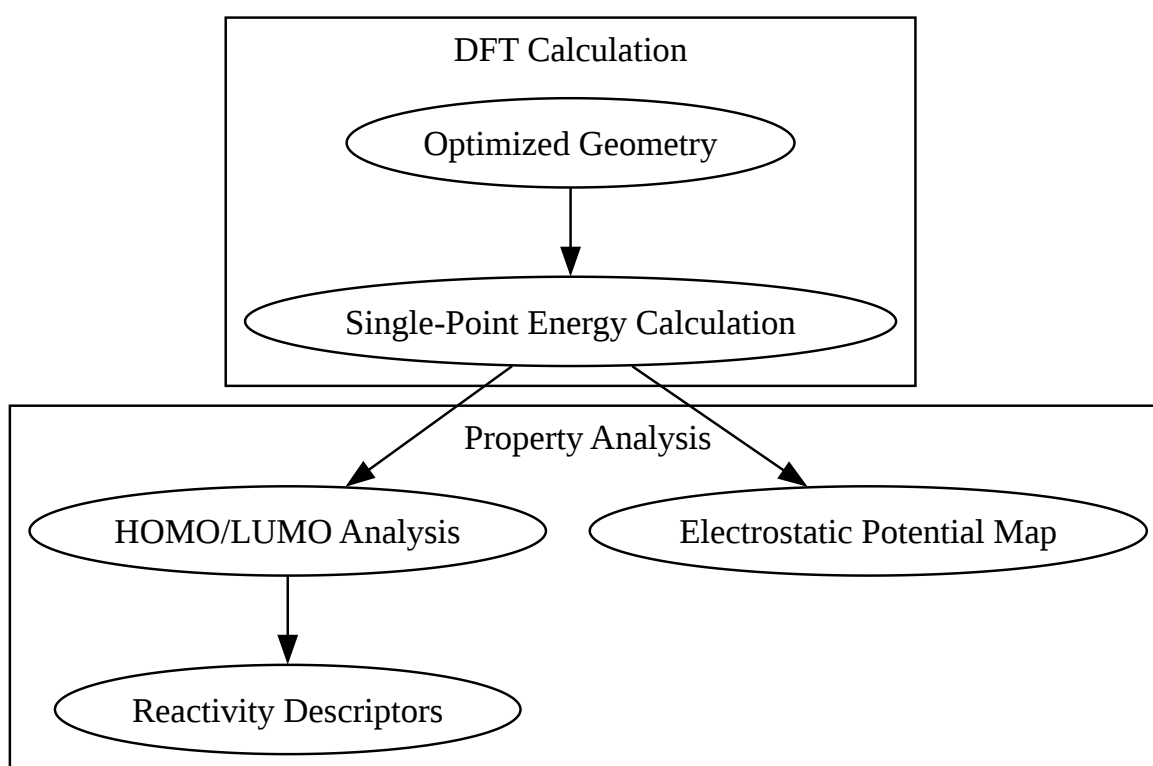 DFT Calculation
Optimized Geometry
Single-Point Energy Calculation
Property Analysis
HOMO/LUMO Analysis
Electrostatic Potential Map
Reactivity Descriptors